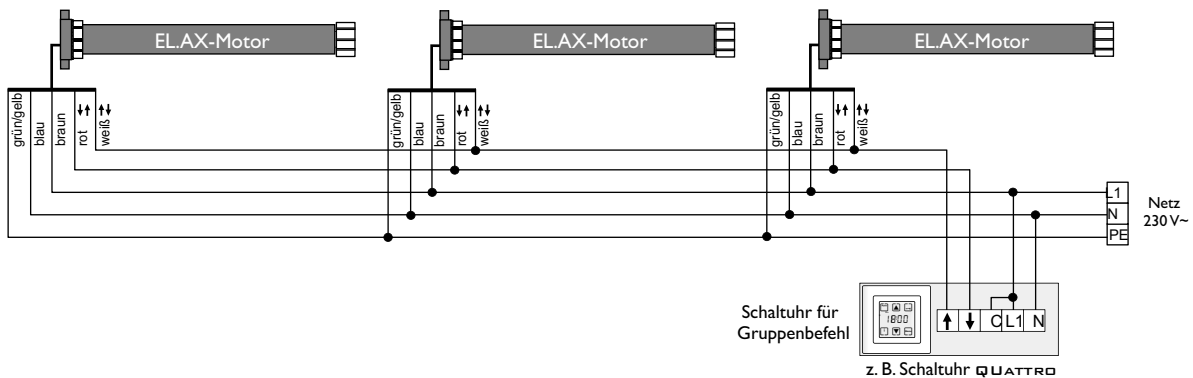 EL.AX-Motor
EL.AX-Motor
EL.AX-Motor
grün/gelb
blau
braun
rot ↓↑
weiß ↑↓
grün/gelb
blau
braun
rot ↓↑
weiß ↑↓
grün/gelb
blau
braun
rot ↓↑
weiß ↑↓
L1
N
PE
Netz
230 V~
Schaltuhr für
Gruppenbefehl
18:00
↑ ↓ C L1 N
z. B. Schaltuhr QUATTRO